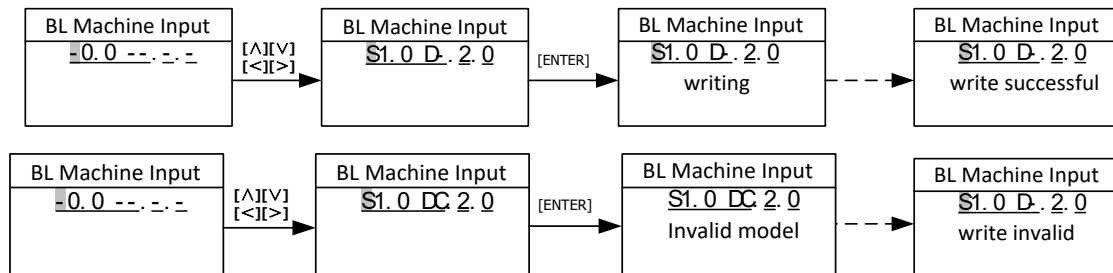 BL Machine Input
-0.0 --.-.-
[∧][∨]
[<][>]
BL Machine Input
S1.0 D-.2.0
[ENTER]
BL Machine Input
S1.0 D-.2.0
writing
BL Machine Input
S1.0 D-.2.0
write successful
BL Machine Input
-0.0 --.-.-
[∧][∨]
[<][>]
BL Machine Input
S1.0 DC.2.0
[ENTER]
BL Machine Input
S1.0 DC.2.0
Invalid model
BL Machine Input
S1.0 D-.2.0
write invalid